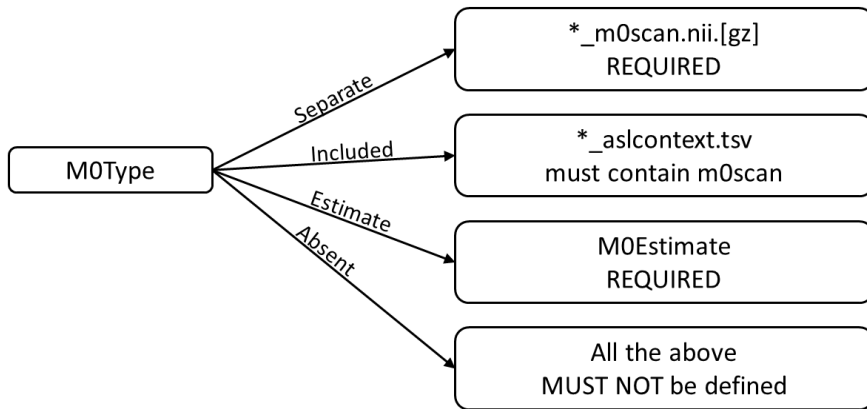 *_m0scan.nii.[gz]
REQUIRED
Separate
Included
*_aslcontext.tsv
must contain m0scan
M0Type
Estimate
M0Estimate
REQUIRED
Absent
All the above
MUST NOT be defined